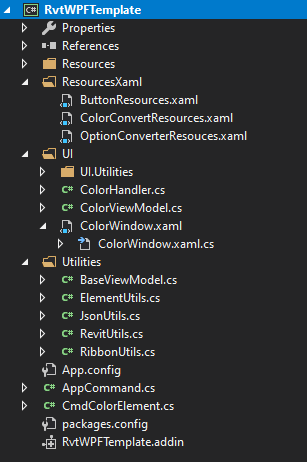 C# RvtWPFTemplate
Properties
References
Resources
ResourcesXaml
ButtonResources.xaml
ColorConvertResources.xaml
OptionConverterResouces.xaml
UI
UI.Utilities
C# ColorHandler.cs
C# ColorViewModel.cs
ColorWindow.xaml
ColorWindow.xaml.cs
Utilities
C# BaseViewModel.cs
C# ElementUtils.cs
C# JsonUtils.cs
C# RevitUtils.cs
C# RibbonUtils.cs
App.config
C# AppCommand.cs
C# CmdColorElement.cs
packages.config
RvtWPFTemplate.addin